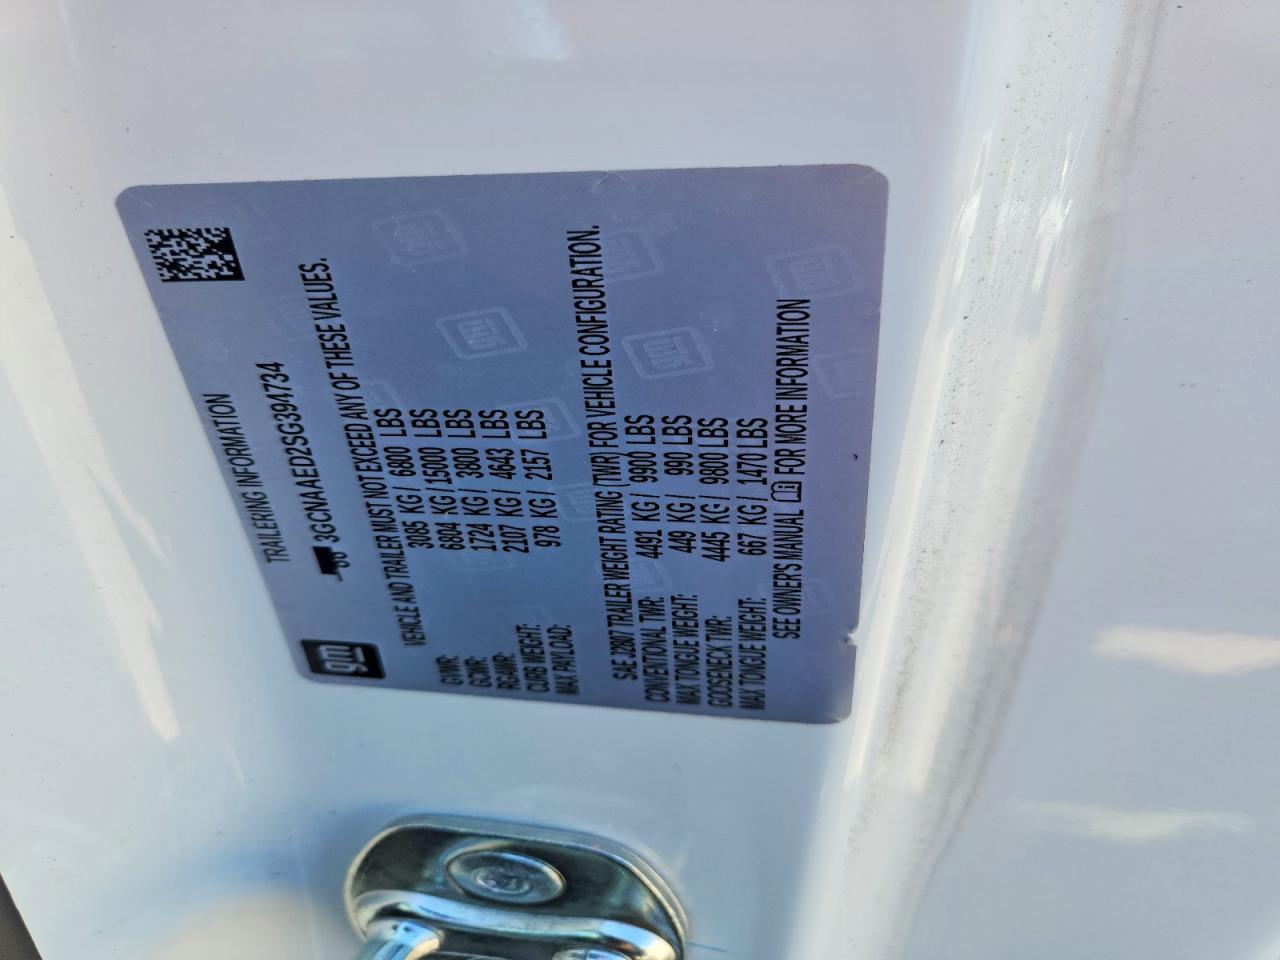 gm
TRAILERING INFORMATION
3GCNAAED2SG394734
VEHICLE AND TRAILER MUST NOT EXCEED ANY OF THESE VALUES.
GVWR: 3085 KG / 6800 LBS
GCWR: 6804 KG / 15000 LBS
RGAWR: 1724 KG / 3800 LBS
CURB WEIGHT: 2107 KG / 4643 LBS
MAX PAYLOAD: 978 KG / 2157 LBS
SAE J2807 TRAILER WEIGHT RATING (TWR) FOR VEHICLE CONFIGURATION.
CONVENTIONAL TWR: 4491 KG / 9900 LBS
MAX TONGUE WEIGHT: 449 KG / 991 LBS
GOOSENECK TWR: 4445 KG / 9800 LBS
MAX TONGUE WEIGHT: 667 KG / 1470 LBS
SEE OWNER'S MANUAL FOR MORE INFORMATION